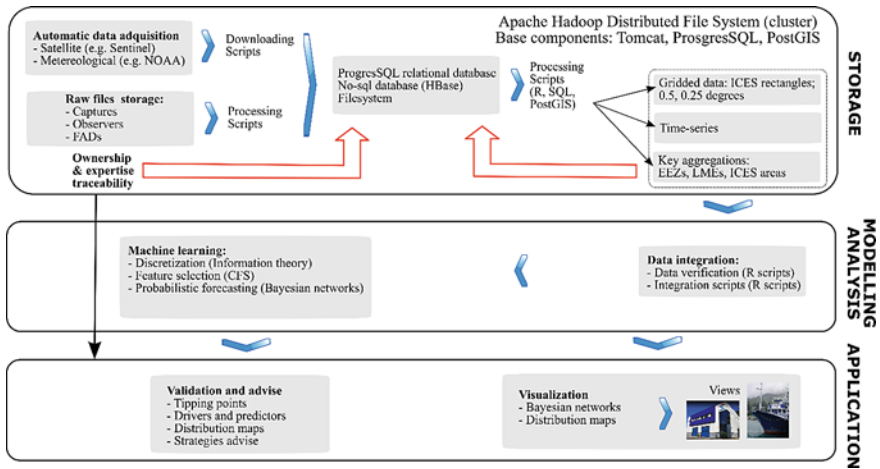 Apache Hadoop Distributed File System (cluster)
Base components: Tomcat, ProsgresSQL, PostGIS
STORAGE
Automatic data adquisition
- Satellite (e.g. Sentinel)
- Metereological (e.g. NOAA)
Downloading
Scripts
Raw files storage:
- Captures
- Observers
- FADs
Processing
Scripts
Ownership
& expertise
traceability
ProgresSQL relational database
No-sql database (HBase)
Filesystem
Processing
Scripts
(R, SQL,
PostGIS)
Gridded data: ICES rectangles;
0.5, 0.25 degrees
Time-series
Key aggregations:
EEZs, LMEs, ICES areas
MODELLING
ANALYSIS
Machine learning:
- Discretization (Information theory)
- Feature selection (CFS)
- Probabilistic forecasting (Bayesian networks)
Data integration:
- Data verification (R scripts)
- Integration scripts (R scripts)
APPLICATION
Validation and advise
- Tipping points
- Drivers and predictors
- Distribution maps
- Strategies advise
Visualization
- Bayesian networks
- Distribution maps
Views